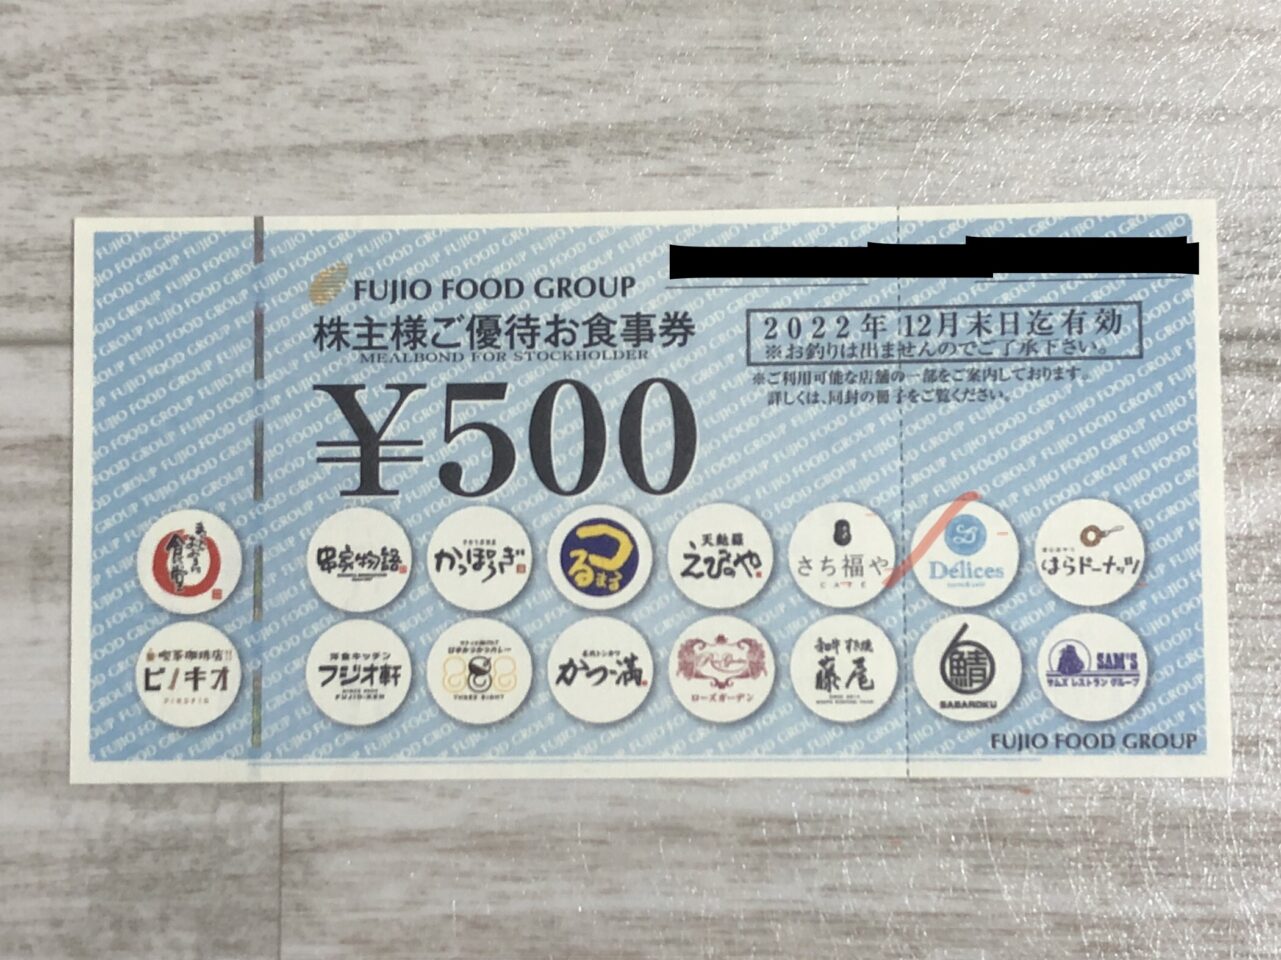 FUJIO FOOD GROUP
株主様ご優待お食事券
MEALBOND FOR STOCKHOLDER
¥500
2022年12月末日迄有効
※お釣りは出ませんのでご了承下さい。
※ご利用可能な店舗の一部をご案内しております。
詳しくは、同封の冊子をご覧ください。
食堂
串家物語
かっぽうぎ
つるまる
天麩羅
えびのや
さち福や
CAFE
Délices
はらドーナッツ
喫茶珈琲店!!
ピノキオ
PINOKIO
洋食キッチン
フジオ軒
FUJIO-KEN
THREE EIGHT
かつ満
ローズガーデン
藤尾
鯖
SABAROKU
SAM'S
サムズ レストラン グループ
FUJIO FOOD GROUP